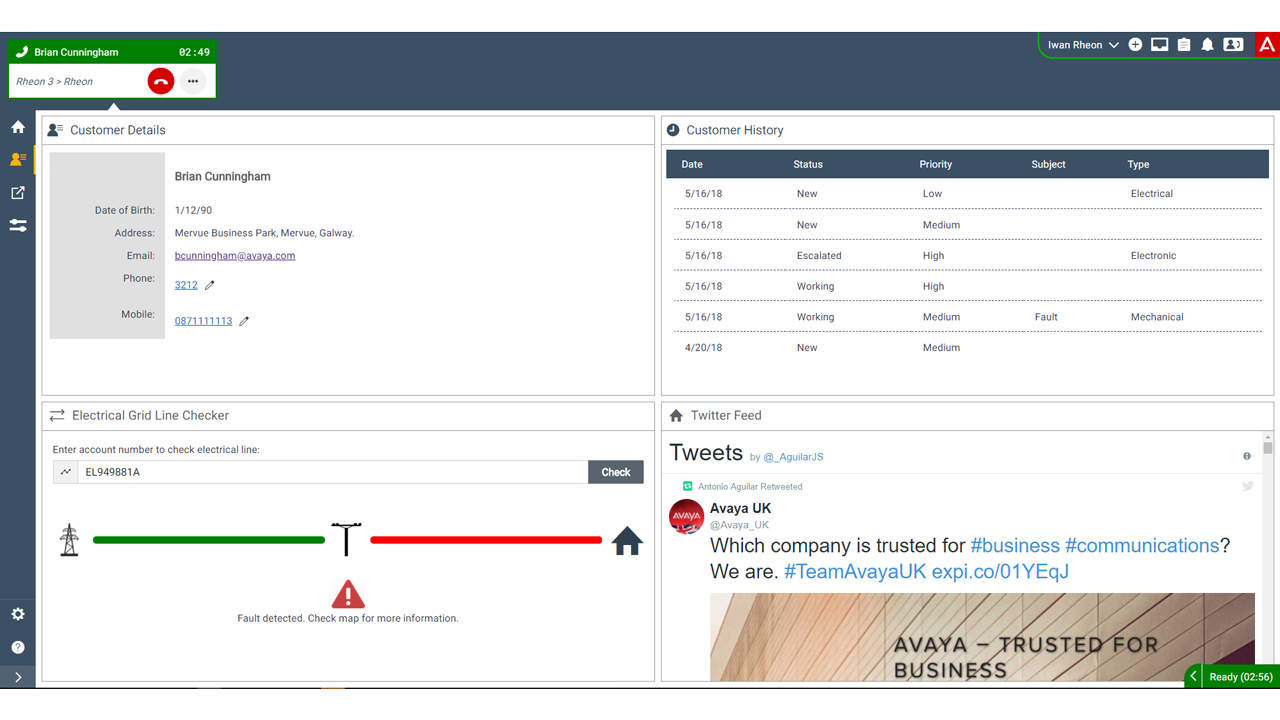 Brian Cunningham 02:49
Rheon 3 > Rheon
Iwan Rheon
Customer Details
Brian Cunningham
Date of Birth: 1/12/90
Address: Mervue Business Park, Mervue, Galway.
Email: bcunningham@avaya.com
Phone: 3212
Mobile: 0871111113
Customer History
Date Status Priority Subject Type
5/16/18 New Low Electrical
5/16/18 New Medium
5/16/18 Escalated High Electronic
5/16/18 Working High
5/16/18 Working Medium Fault Mechanical
4/20/18 New Medium
Electrical Grid Line Checker
Enter account number to check electrical line:
EL949881A Check
Fault detected. Check map for more information.
Twitter Feed
Tweets by @_AguilarJS
Antonio Aguilar Retweeted
AVAYA
Avaya UK
@Avaya_UK
Which company is trusted for #business #communications?
We are. #TeamAvayaUK expi.co/01YEqJ
AVAYA – TRUSTED FOR
BUSINESS
Ready (02:56)